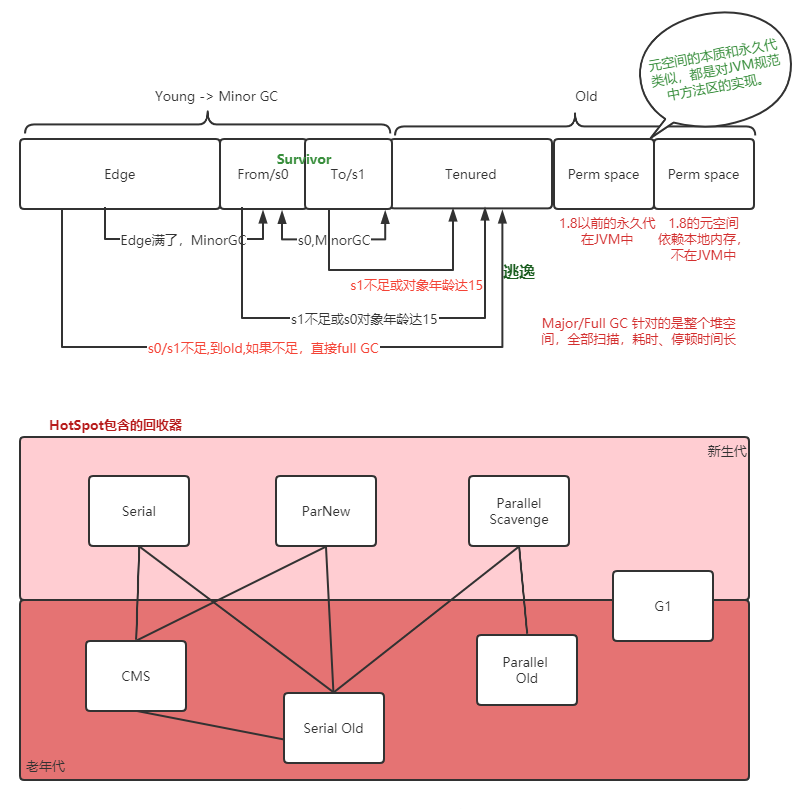 元空间的本质和永久代
类似，都是对JVM规范
中方法区的实现。
Young -> Minor GC
Old
Edge
Survivor
From/s0
To/s1
Tenured
Perm space
Perm space
1.8以前的永久代
在JVM中
1.8的元空间
依赖本地内存，
不在JVM中
Edge满了，MinorGC
s0,MinorGC
逃逸
s1不足或对象年龄达15
s1不足或s0对象年龄达15
s0/s1不足,到old,如果不足，直接full GC
Major/Full GC 针对的是整个堆空
间，全部扫描，耗时、停顿时间长
HotSpot包含的回收器
新生代
Serial
ParNew
Parallel
Scavenge
G1
CMS
Parallel
Old
Serial Old
老年代